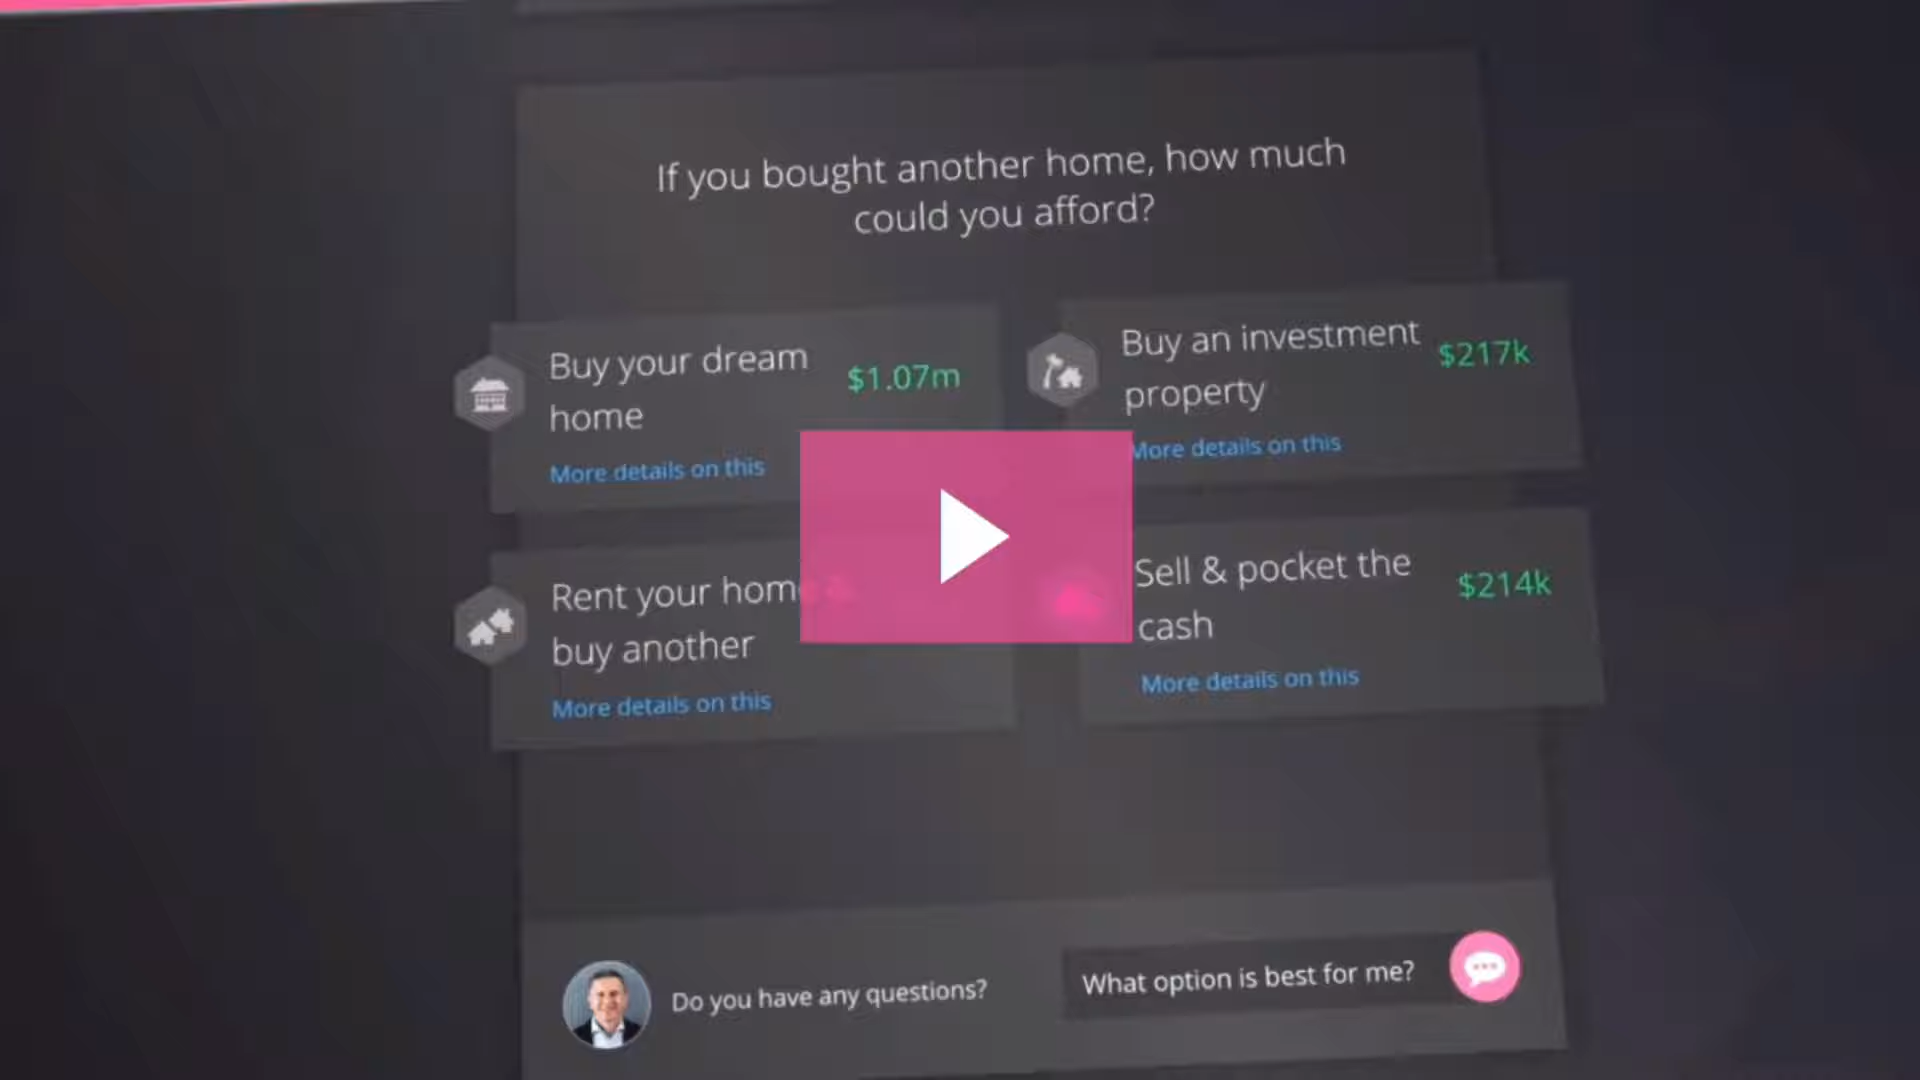 If you bought another home, how much
could you afford?
Buy your dream
home
$1.07m
More details on this
Buy an investment
property
$217k
More details on this
Rent your home
buy another
More details on this
Sell & pocket the
cash
$214k
More details on this
Do you have any questions?
What option is best for me?